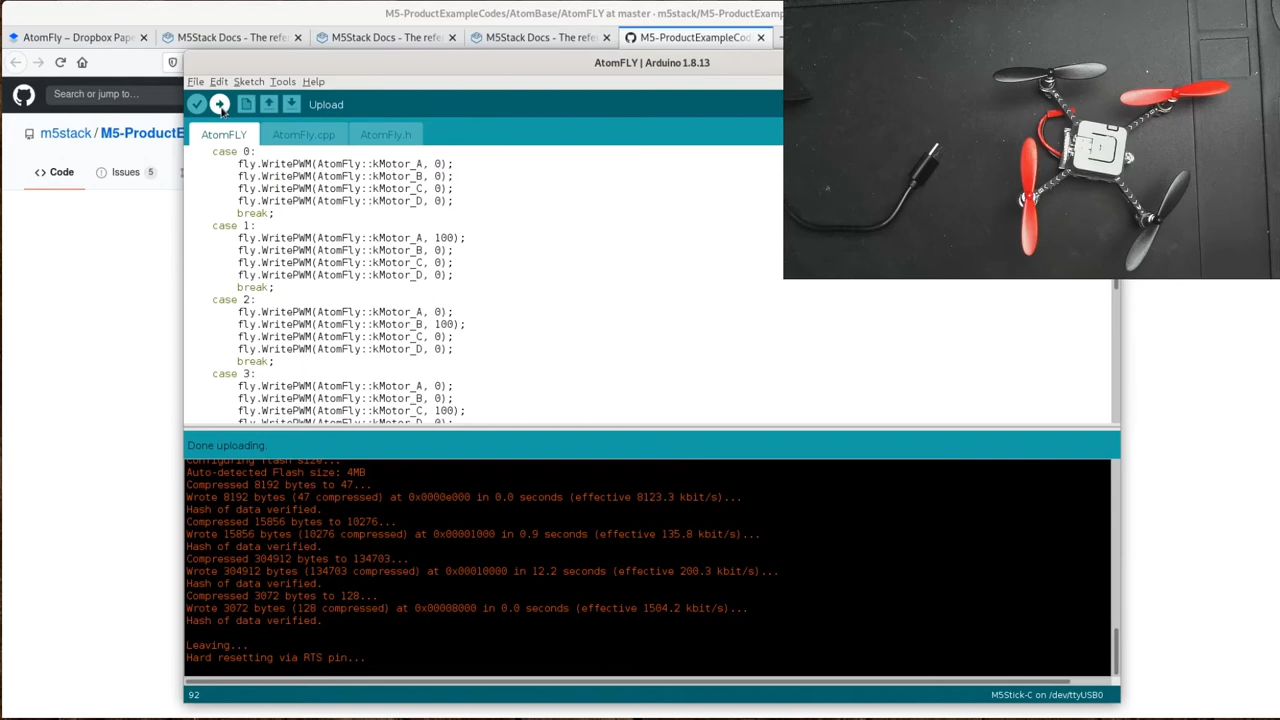 M5-ProductExampleCodes/AtomBase/AtomFLY at master · m5stack/M5-ProductExamp
AtomFly – Dropbox Pape
M5Stack Docs - The refe
M5Stack Docs - The refe
M5Stack Docs - The refe
M5-ProductExampleCod
AtomFLY | Arduino 1.8.13
File Edit Sketch Tools Help
Search or jump to…
Upload
m5stack / M5-ProductE
AtomFLY
AtomFly.cpp
AtomFly.h
Code
Issues 5
case 0:
fly.WritePWM(AtomFly::kMotor_A, 0);
fly.WritePWM(AtomFly::kMotor_B, 0);
fly.WritePWM(AtomFly::kMotor_C, 0);
fly.WritePWM(AtomFly::kMotor_D, 0);
break;
case 1:
fly.WritePWM(AtomFly::kMotor_A, 100);
fly.WritePWM(AtomFly::kMotor_B, 0);
fly.WritePWM(AtomFly::kMotor_C, 0);
fly.WritePWM(AtomFly::kMotor_D, 0);
break;
case 2:
fly.WritePWM(AtomFly::kMotor_A, 0);
fly.WritePWM(AtomFly::kMotor_B, 100);
fly.WritePWM(AtomFly::kMotor_C, 0);
fly.WritePWM(AtomFly::kMotor_D, 0);
break;
case 3:
fly.WritePWM(AtomFly::kMotor_A, 0);
fly.WritePWM(AtomFly::kMotor_B, 0);
fly.WritePWM(AtomFly::kMotor_C, 100);
fly.WritePWM(AtomFly::kMotor_D, 0);
Done uploading.
Configuring flash size...
Auto-detected Flash size: 4MB
Compressed 8192 bytes to 47...
Wrote 8192 bytes (47 compressed) at 0x0000e000 in 0.0 seconds (effective 8123.3 kbit/s)...
Hash of data verified.
Compressed 15856 bytes to 10276...
Wrote 15856 bytes (10276 compressed) at 0x00001000 in 0.9 seconds (effective 135.8 kbit/s)...
Hash of data verified.
Compressed 304912 bytes to 134703...
Wrote 304912 bytes (134703 compressed) at 0x00010000 in 12.2 seconds (effective 200.3 kbit/s)...
Hash of data verified.
Compressed 3072 bytes to 128...
Wrote 3072 bytes (128 compressed) at 0x00008000 in 0.0 seconds (effective 1504.2 kbit/s)...
Hash of data verified.
Leaving...
Hard resetting via RTS pin...
92
M5Stick-C on /dev/ttyUSB0